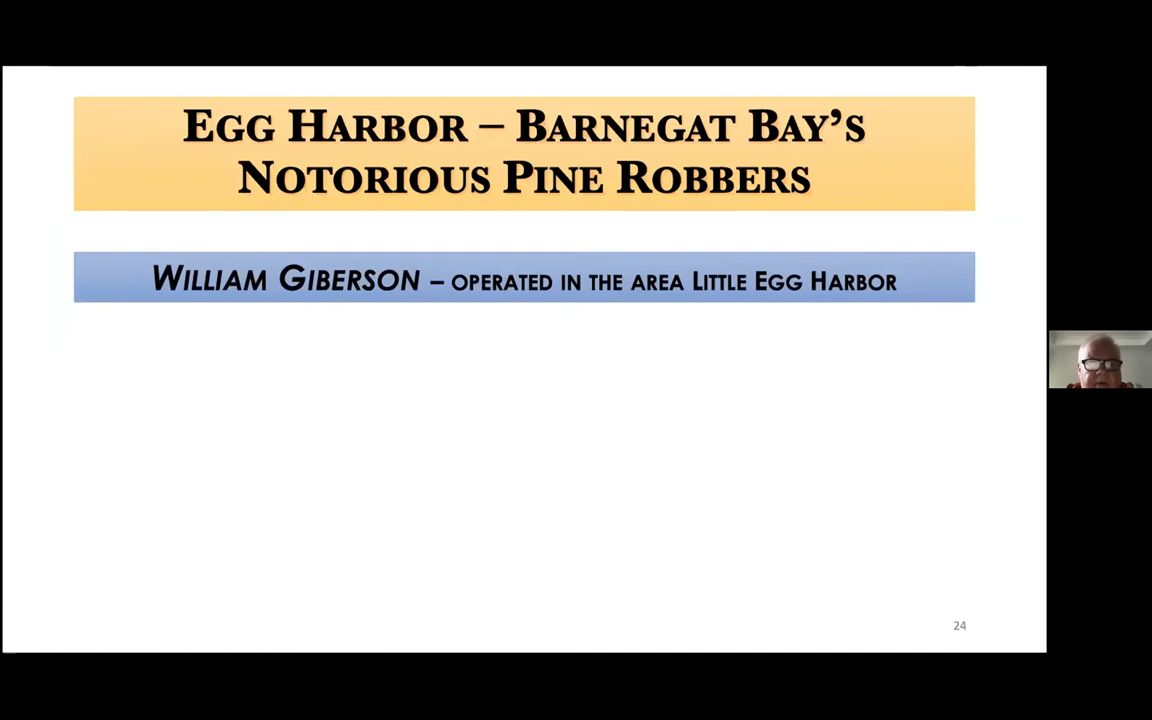 Egg Harbor – Barnegat Bay’s
Notorious Pine Robbers
William Giberson – operated in the area Little Egg Harbor
24